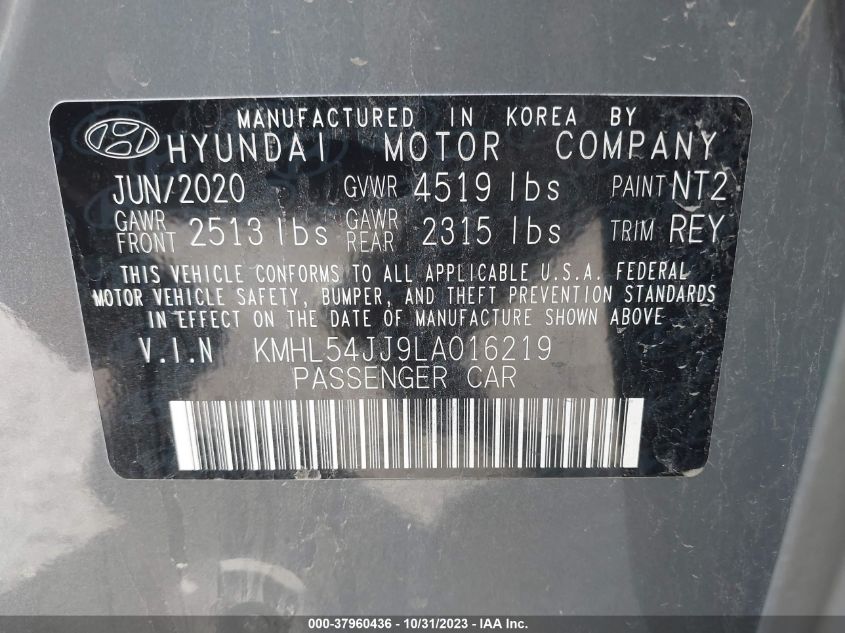 MANUFACTURED IN KOREA BY
HYUNDAI MOTOR COMPANY
JUN/2020 GVWR 4519 lbs PAINT NT2
GAWR FRONT 2513 lbs GAWR REAR 2315 lbs TRIM REY
THIS VEHICLE CONFORMS TO ALL APPLICABLE U.S.A. FEDERAL
MOTOR VEHICLE SAFETY, BUMPER, AND THEFT PREVENTION STANDARDS
IN EFFECT ON THE DATE OF MANUFACTURE SHOWN ABOVE
V.I.N KMHL54JJ9LA016219
PASSENGER CAR
000-37960436 - 10/31/2023 - IAA Inc.